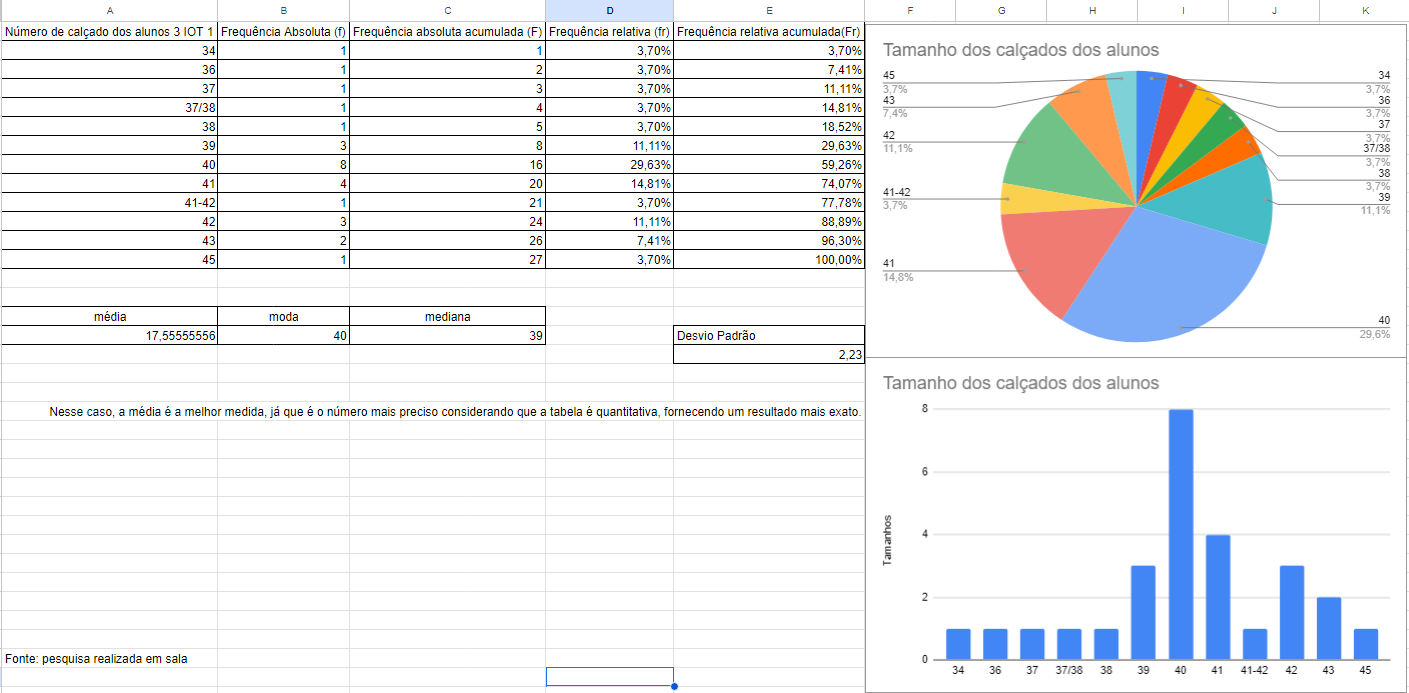 A B C D E F G H I J K
Número de calçado dos alunos 3 IOT 1 Frequência Absoluta (f) Frequência absoluta acumulada (F) Frequência relativa (fr) Frequência relativa acumulada(Fr)
34 1 1 3,70% 3,70%
36 1 2 3,70% 7,41%
37 1 3 3,70% 11,11%
37/38 1 4 3,70% 14,81%
38 1 5 3,70% 18,52%
39 3 8 11,11% 29,63%
40 8 16 29,63% 59,26%
41 4 20 14,81% 74,07%
41-42 1 21 3,70% 77,78%
42 3 24 11,11% 88,89%
43 2 26 7,41% 96,30%
45 1 27 3,70% 100,00%
média moda mediana
17,55555556 40 39 Desvio Padrão
2,23
Nesse caso, a média é a melhor medida, já que é o número mais preciso considerando que a tabela é quantitativa, fornecendo um resultado mais exato.
Fonte: pesquisa realizada em sala
Tamanho dos calçados dos alunos
45
3,7%
43
7,4%
42
11,1%
41-42
3,7%
41
14,8%
34
3,7%
36
3,7%
37
3,7%
37/38
3,7%
38
3,7%
39
11,1%
40
29,6%
Tamanho dos calçados dos alunos
Tamanhos
8
6
4
2
0
34 36 37 37/38 38 39 40 41 41-42 42 43 45